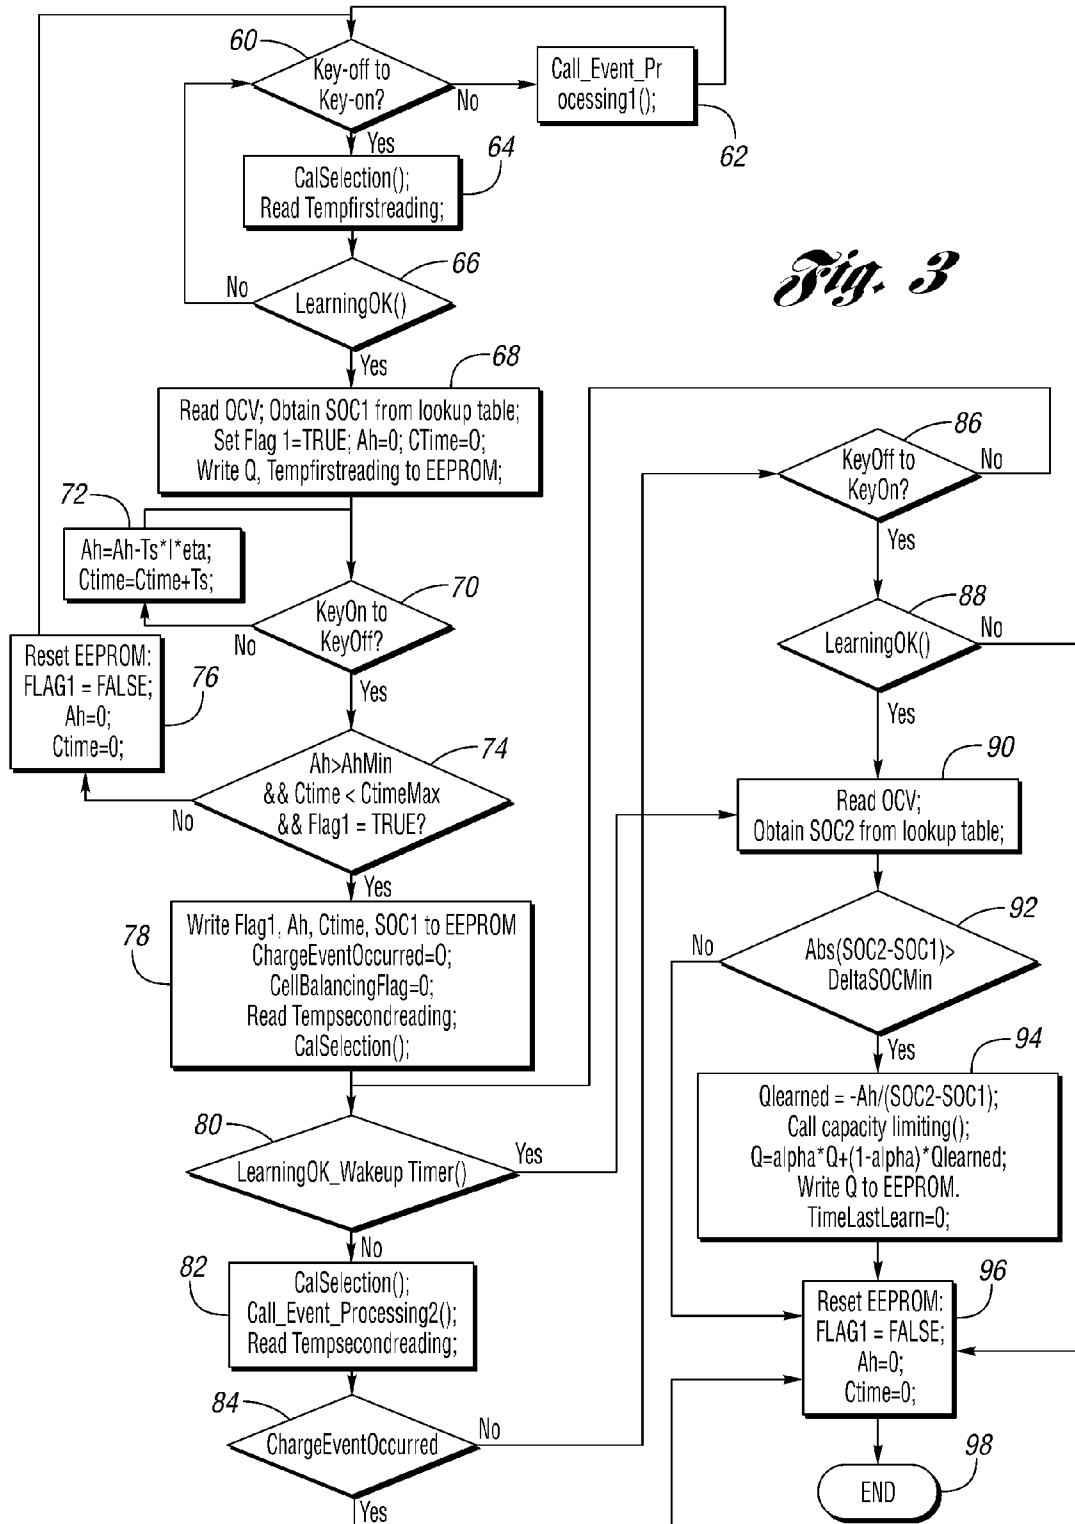 60
Key-off to
Key-on?
No
Call_Event_Pr
ocessing1();
62
Yes
64
CalSelection();
Read Tempfirstreading;
66
No
LearningOK()
Yes
Fig. 3
68
Read OCV; Obtain SOC1 from lookup table;
Set Flag 1=TRUE; Ah=0; CTime=0;
Write Q, Tempfirstreading to EEPROM;
72
Ah=Ah-Ts*I*eta;
Ctime=Ctime+Ts;
70
KeyOn to
KeyOff?
No
Yes
Reset EEPROM:
FLAG1 = FALSE;
Ah=0;
Ctime=0;
76
74
Ah>AhMin
&& Ctime < CtimeMax
&& Flag1 = TRUE?
No
Yes
78
Write Flag1, Ah, Ctime, SOC1 to EEPROM
ChargeEventOccurred=0;
CellBalancingFlag=0;
Read Tempsecondreading;
CalSelection();
80
LearningOK_Wakeup Timer()
Yes
No
82
CalSelection();
Call_Event_Processing2();
Read Tempsecondreading;
84
ChargeEventOccurred
No
Yes
86
KeyOff to
KeyOn?
No
Yes
88
LearningOK()
No
Yes
90
Read OCV;
Obtain SOC2 from lookup table;
92
No
Abs(SOC2-SOC1)>
DeltaSOCMin
Yes
94
Qlearned = -Ah/(SOC2-SOC1);
Call capacity limiting();
Q=alpha*Q+(1-alpha)*Qlearned;
Write Q to EEPROM.
TimeLastLearn=0;
96
Reset EEPROM:
FLAG1 = FALSE;
Ah=0;
Ctime=0;
98
END